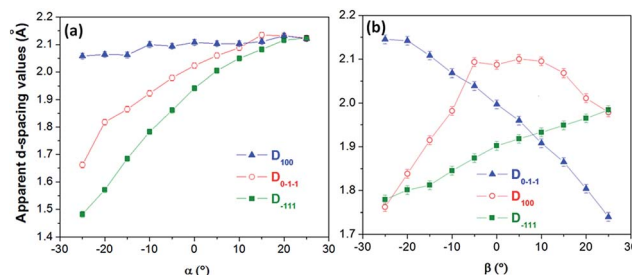 (a)
Apparent d-spacing values (Å)
2.2
2.1
2.0
1.9
1.8
1.7
1.6
1.5
1.4
D100
D0-1-1
D-111
-30 -20 -10 0 10 20 30
α (º)
(b)
2.2
2.1
2.0
1.9
1.8
1.7
D0-1-1
D100
D-111
-30 -20 -10 0 10 20 30
β (º)